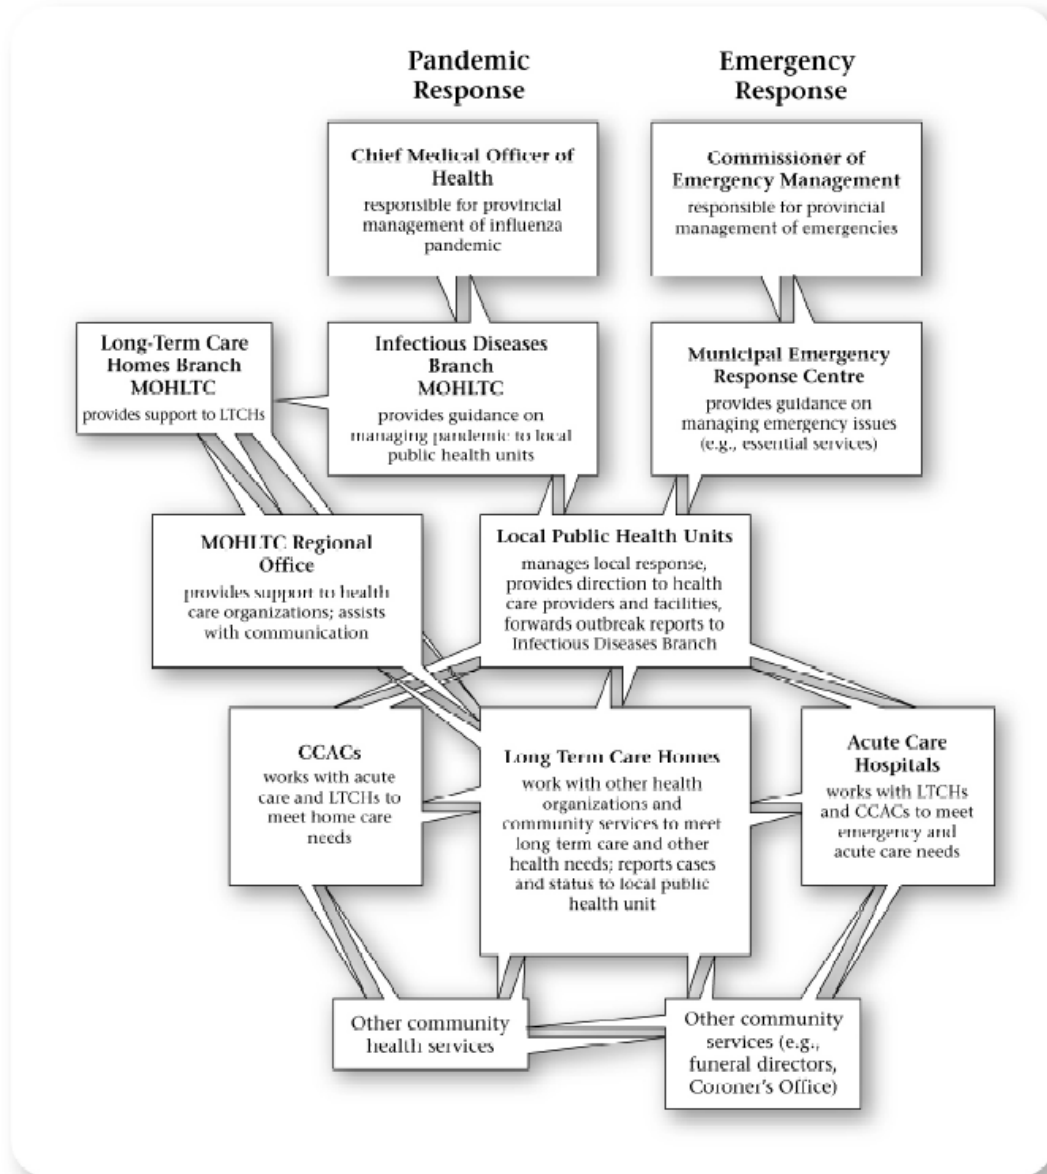 Pandemic
Response
Emergency
Response
Chief Medical Officer of
Health
responsible for provincial
management of influenza
pandemic
Commissioner of
Emergency Management
responsible for provincial
management of emergencies
Long-Term Care
Homes Branch
MOHLTC
provides support to LTCHs
Infectious Diseases
Branch
MOHLTC
provides guidance on
managing pandemic to local
public health units
Municipal Emergency
Response Centre
provides guidance on
managing emergency issues
(e.g., essential services)
MOHLTC Regional
Office
provides support to health
care organizations; assists
with communication
Local Public Health Units
manages local response,
provides direction to health
care providers and facilities,
forwards outbreak reports to
Infectious Diseases Branch
CCACs
works with acute
care and LTCHs to
meet home care
needs
Long Term Care Homes
work with other health
organizations and
community services to meet
long term care and other
health needs; reports cases
and status to local public
health unit
Acute Care
Hospitals
works with LTCHs
and CCACs to meet
emergency and
acute care needs
Other community
health services
Other community
services (e.g.,
funeral directors,
Coroner's Office)